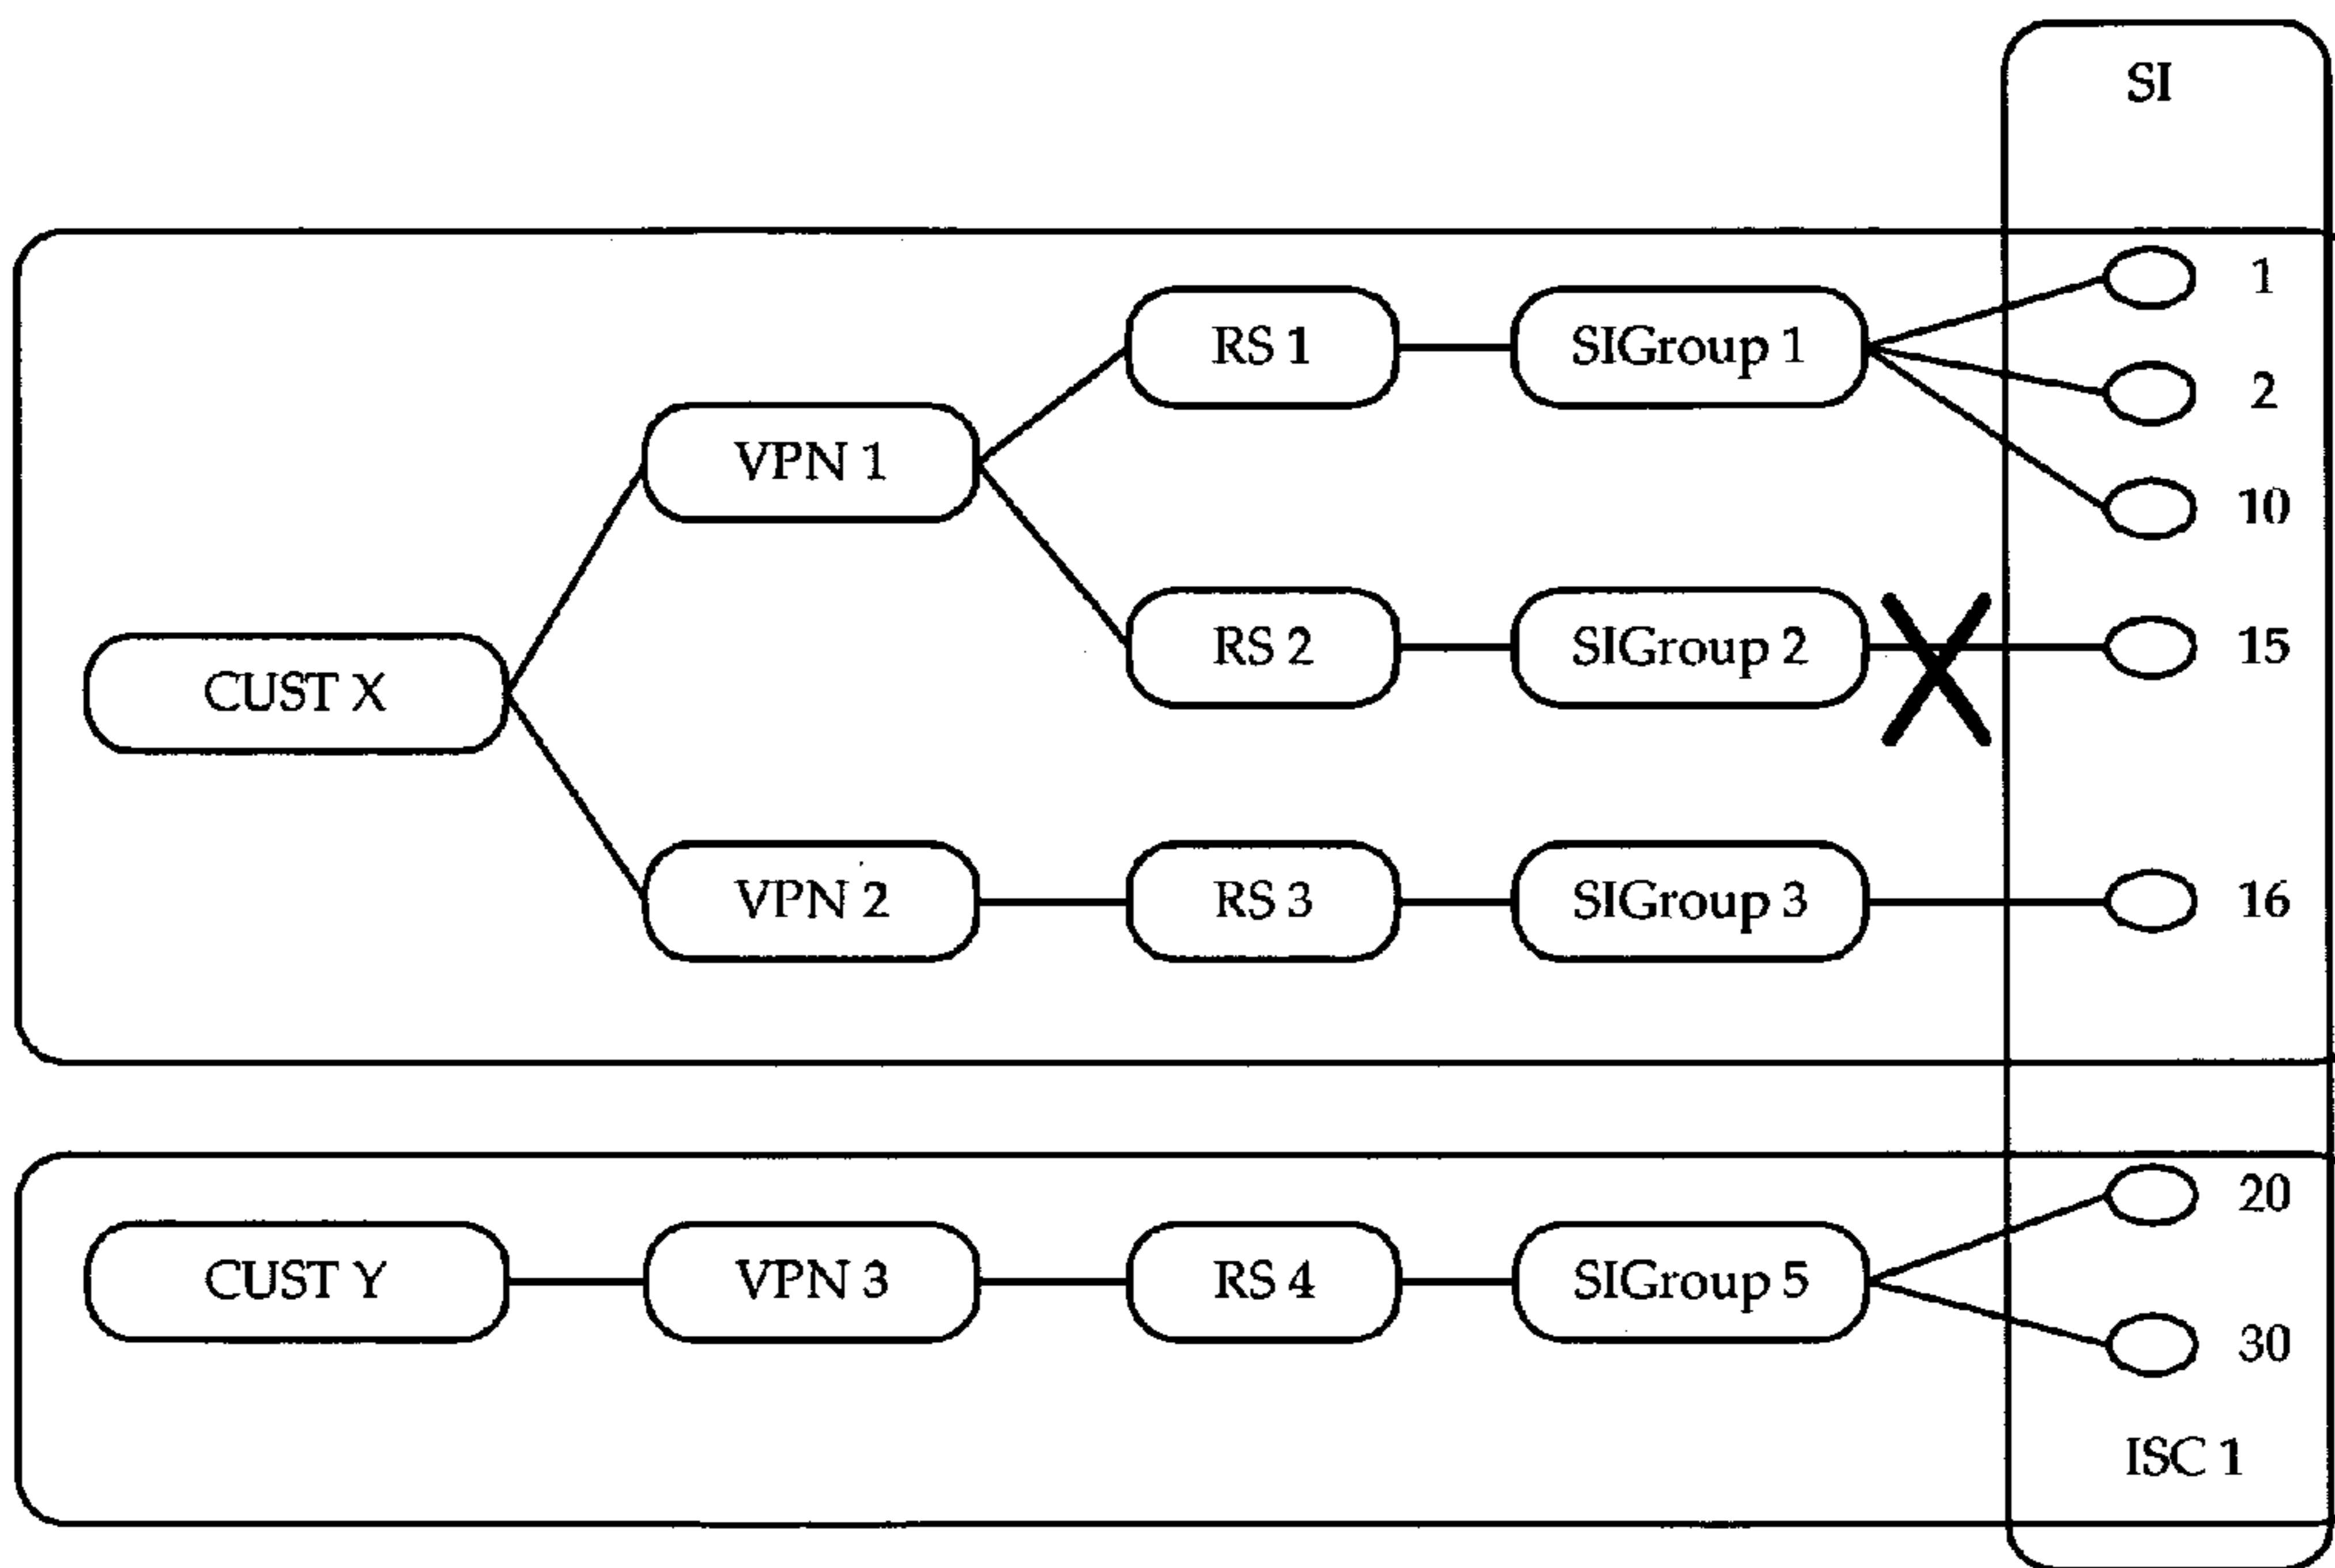 SI
1
RS 1
SIGroup 1
2
VPN 1
10
RS 2
SIGroup 2
15
CUST X
VPN 2
RS 3
SIGroup 3
16
20
CUST Y
VPN 3
RS 4
SIGroup 5
30
ISC 1